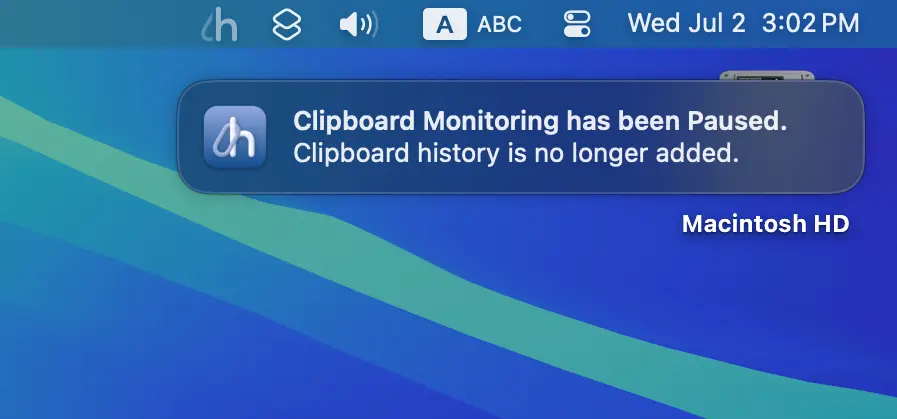 A ABC Wed Jul 2 3:02 PM
Clipboard Monitoring has been Paused.
Clipboard history is no longer added.
Macintosh HD